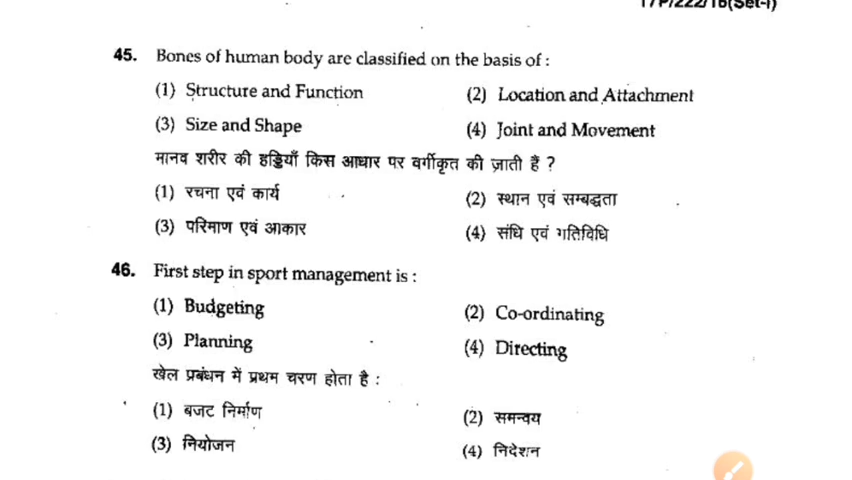 17P/222/16(Set-I)
45. Bones of human body are classified on the basis of :
(1) Structure and Function (2) Location and Attachment
(3) Size and Shape (4) Joint and Movement
मानव शरीर की हड्डियाँ किस आधार पर वर्गीकृत की ज़ाती हैं ?
(1) रचना एवं कार्य (2) स्थान एवं सम्बद्धता
(3) परिमाण एवं आकार (4) संधि एवं गतिविधि
46. First step in sport management is :
(1) Budgeting (2) Co-ordinating
(3) Planning (4) Directing
खेल प्रबंधन में प्रथम चरण होता है :
(1) बजट निर्माण (2) समन्वय
(3) नियोजन (4) निदेशन